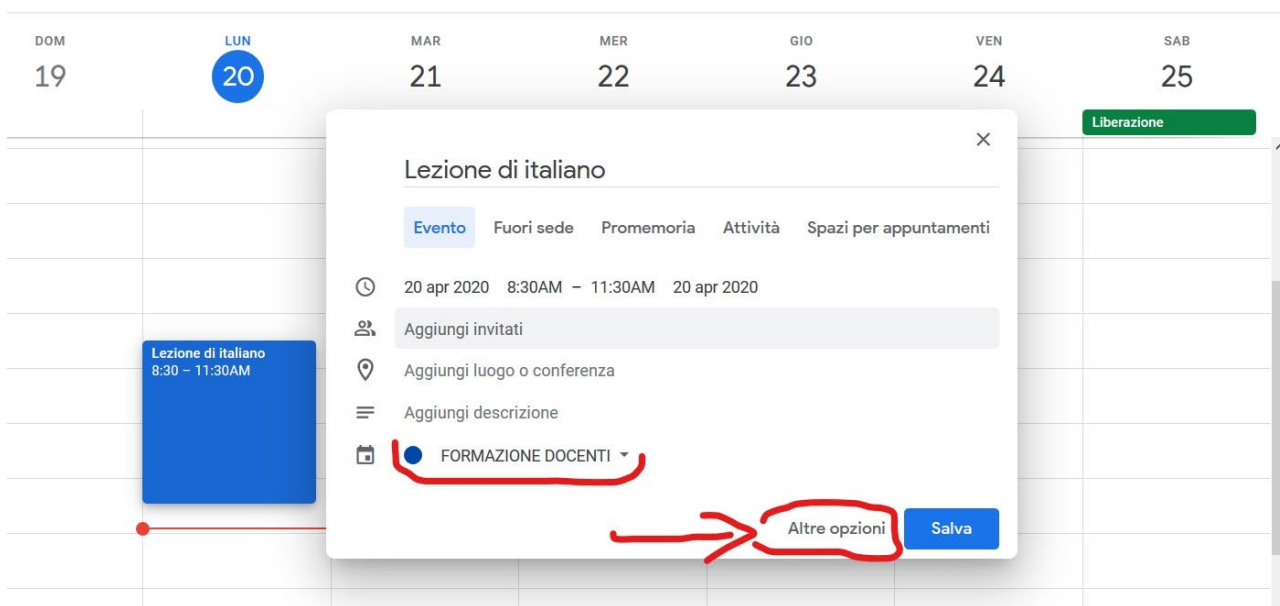 DOM LUN MAR MER GIO VEN SAB
19 20 21 22 23 24 25
Liberazione
Lezione di italiano
Evento Fuori sede Promemoria Attività Spazi per appuntamenti
20 apr 2020 8:30AM – 11:30AM 20 apr 2020
Aggiungi invitati
Lezione di italiano
8:30 – 11:30AM
Aggiungi luogo o conferenza
Aggiungi descrizione
FORMAZIONE DOCENTI
Altre opzioni Salva